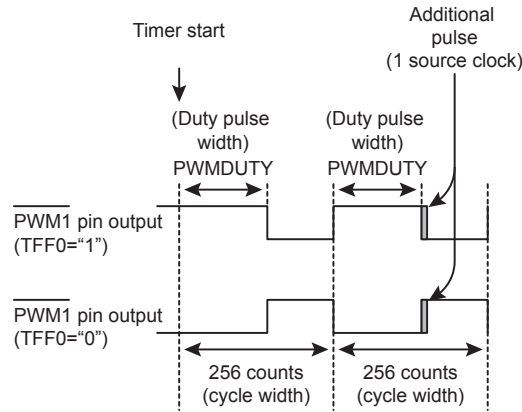 Additional
pulse
(1 source clock)
Timer start
(Duty pulse
width)
PWMDUTY
(Duty pulse
width)
PWMDUTY
PWM1 pin output
(TFF0=“1”)
PWM1 pin output
(TFF0=“0”)
256 counts
(cycle width)
256 counts
(cycle width)